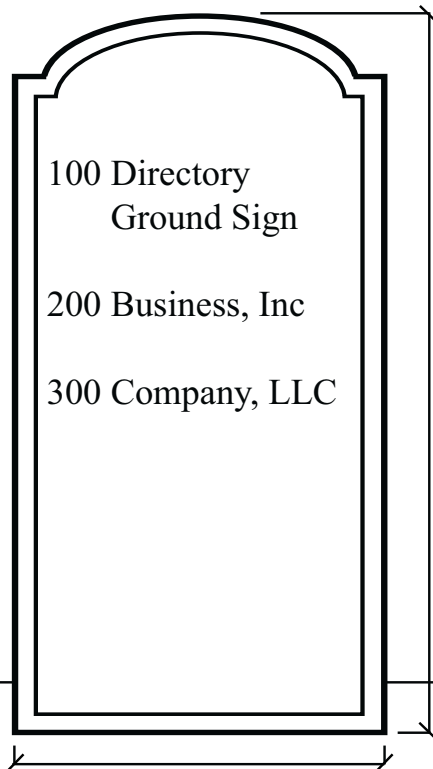 100 Directory
Ground Sign
200 Business, Inc
300 Company, LLC